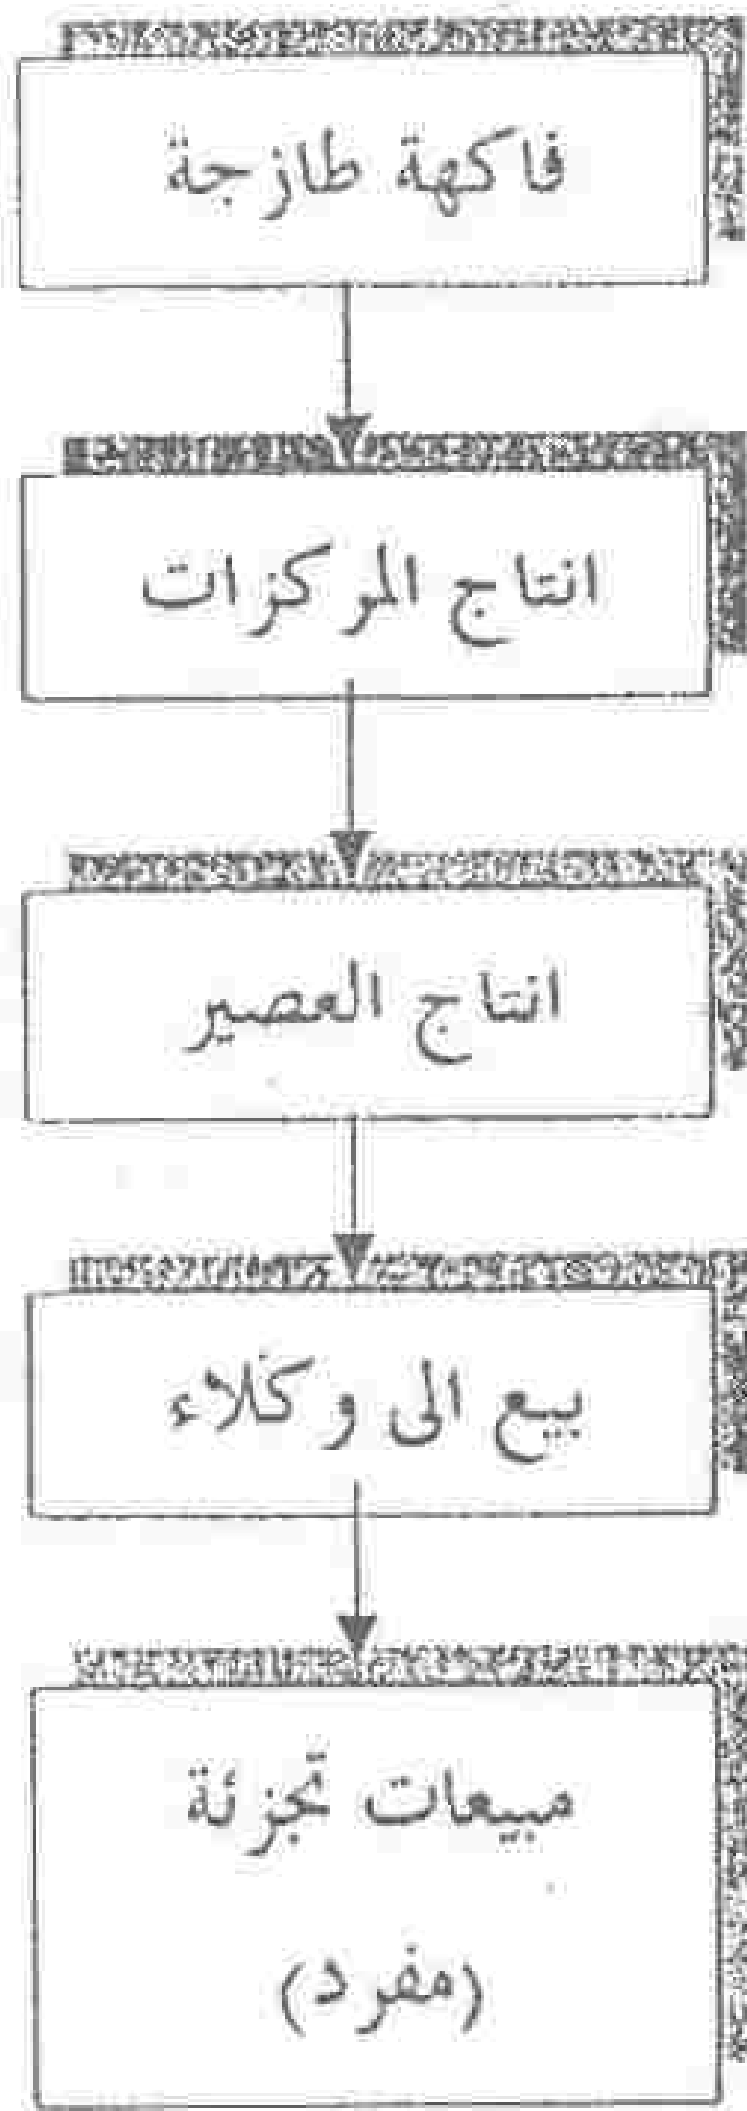 فاكهة طازجة
انتاج المركزات
انتاج العصير
بيع الى وكلاء
مبيعات تجزئة
(مفرد)